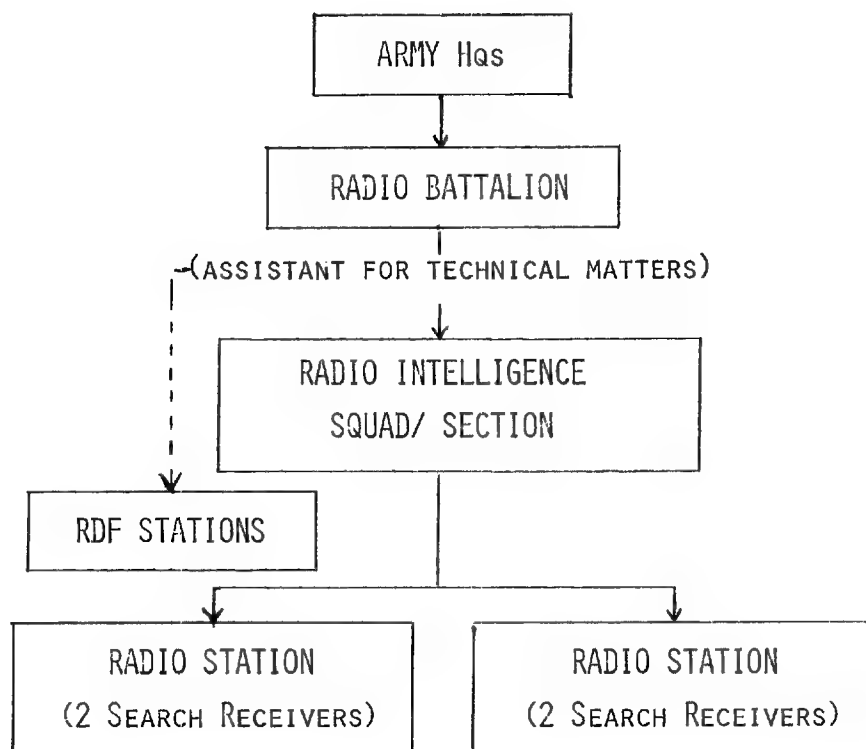 ARMY HQS
RADIO BATTALION
(ASSISTANT FOR TECHNICAL MATTERS)
RADIO INTELLIGENCE
SQUAD/ SECTION
RDF STATIONS
RADIO STATION
(2 SEARCH RECEIVERS)
RADIO STATION
(2 SEARCH RECEIVERS)